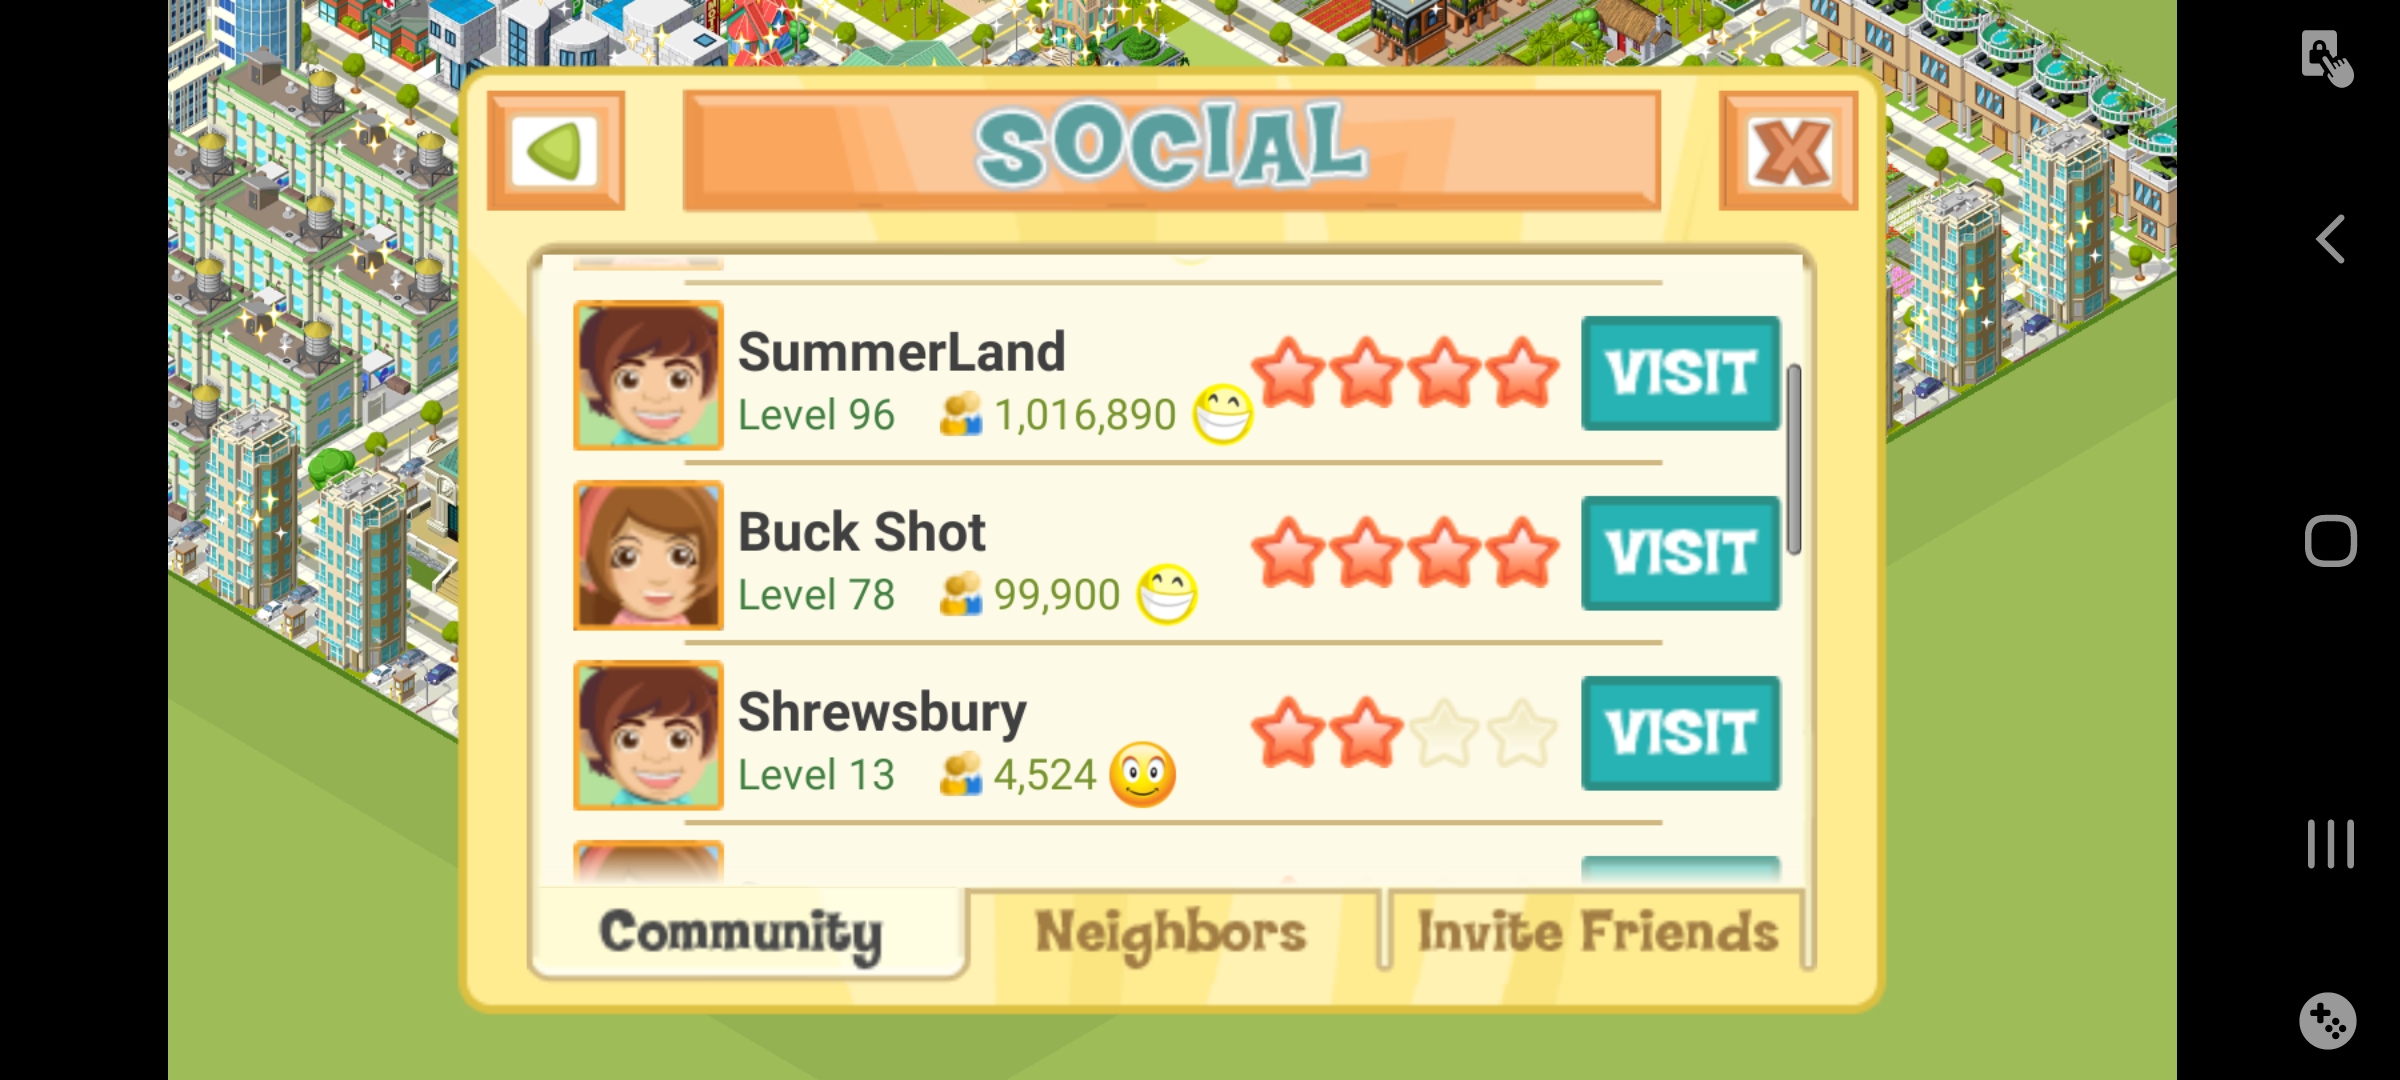 SOCIAL
SummerLand
Level 96 1,016,890
VISIT
Buck Shot
Level 78 99,900
VISIT
Shrewsbury
Level 13 4,524
VISIT
Community Neighbors Invite Friends